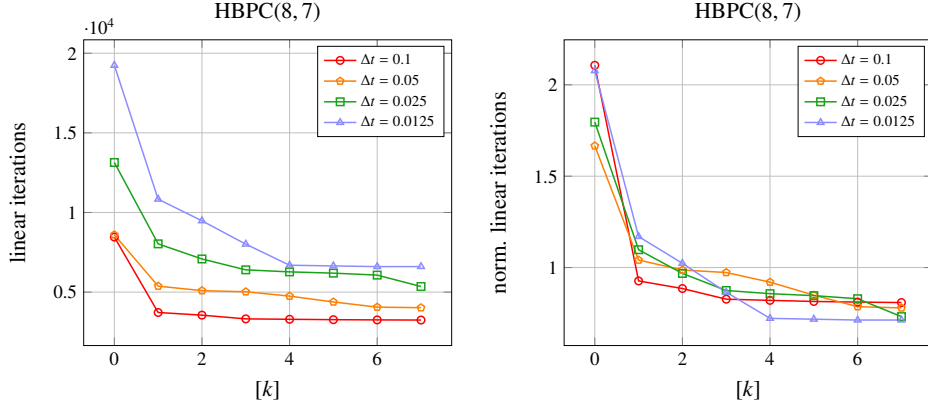 HBPC(8, 7)
·10⁴
2
1.5
1
0.5
0
2
4
6
linear iterations
[k]
Δt = 0.1
Δt = 0.05
Δt = 0.025
Δt = 0.0125
HBPC(8, 7)
2
1.5
1
0
2
4
6
norm. linear iterations
[k]
Δt = 0.1
Δt = 0.05
Δt = 0.025
Δt = 0.0125